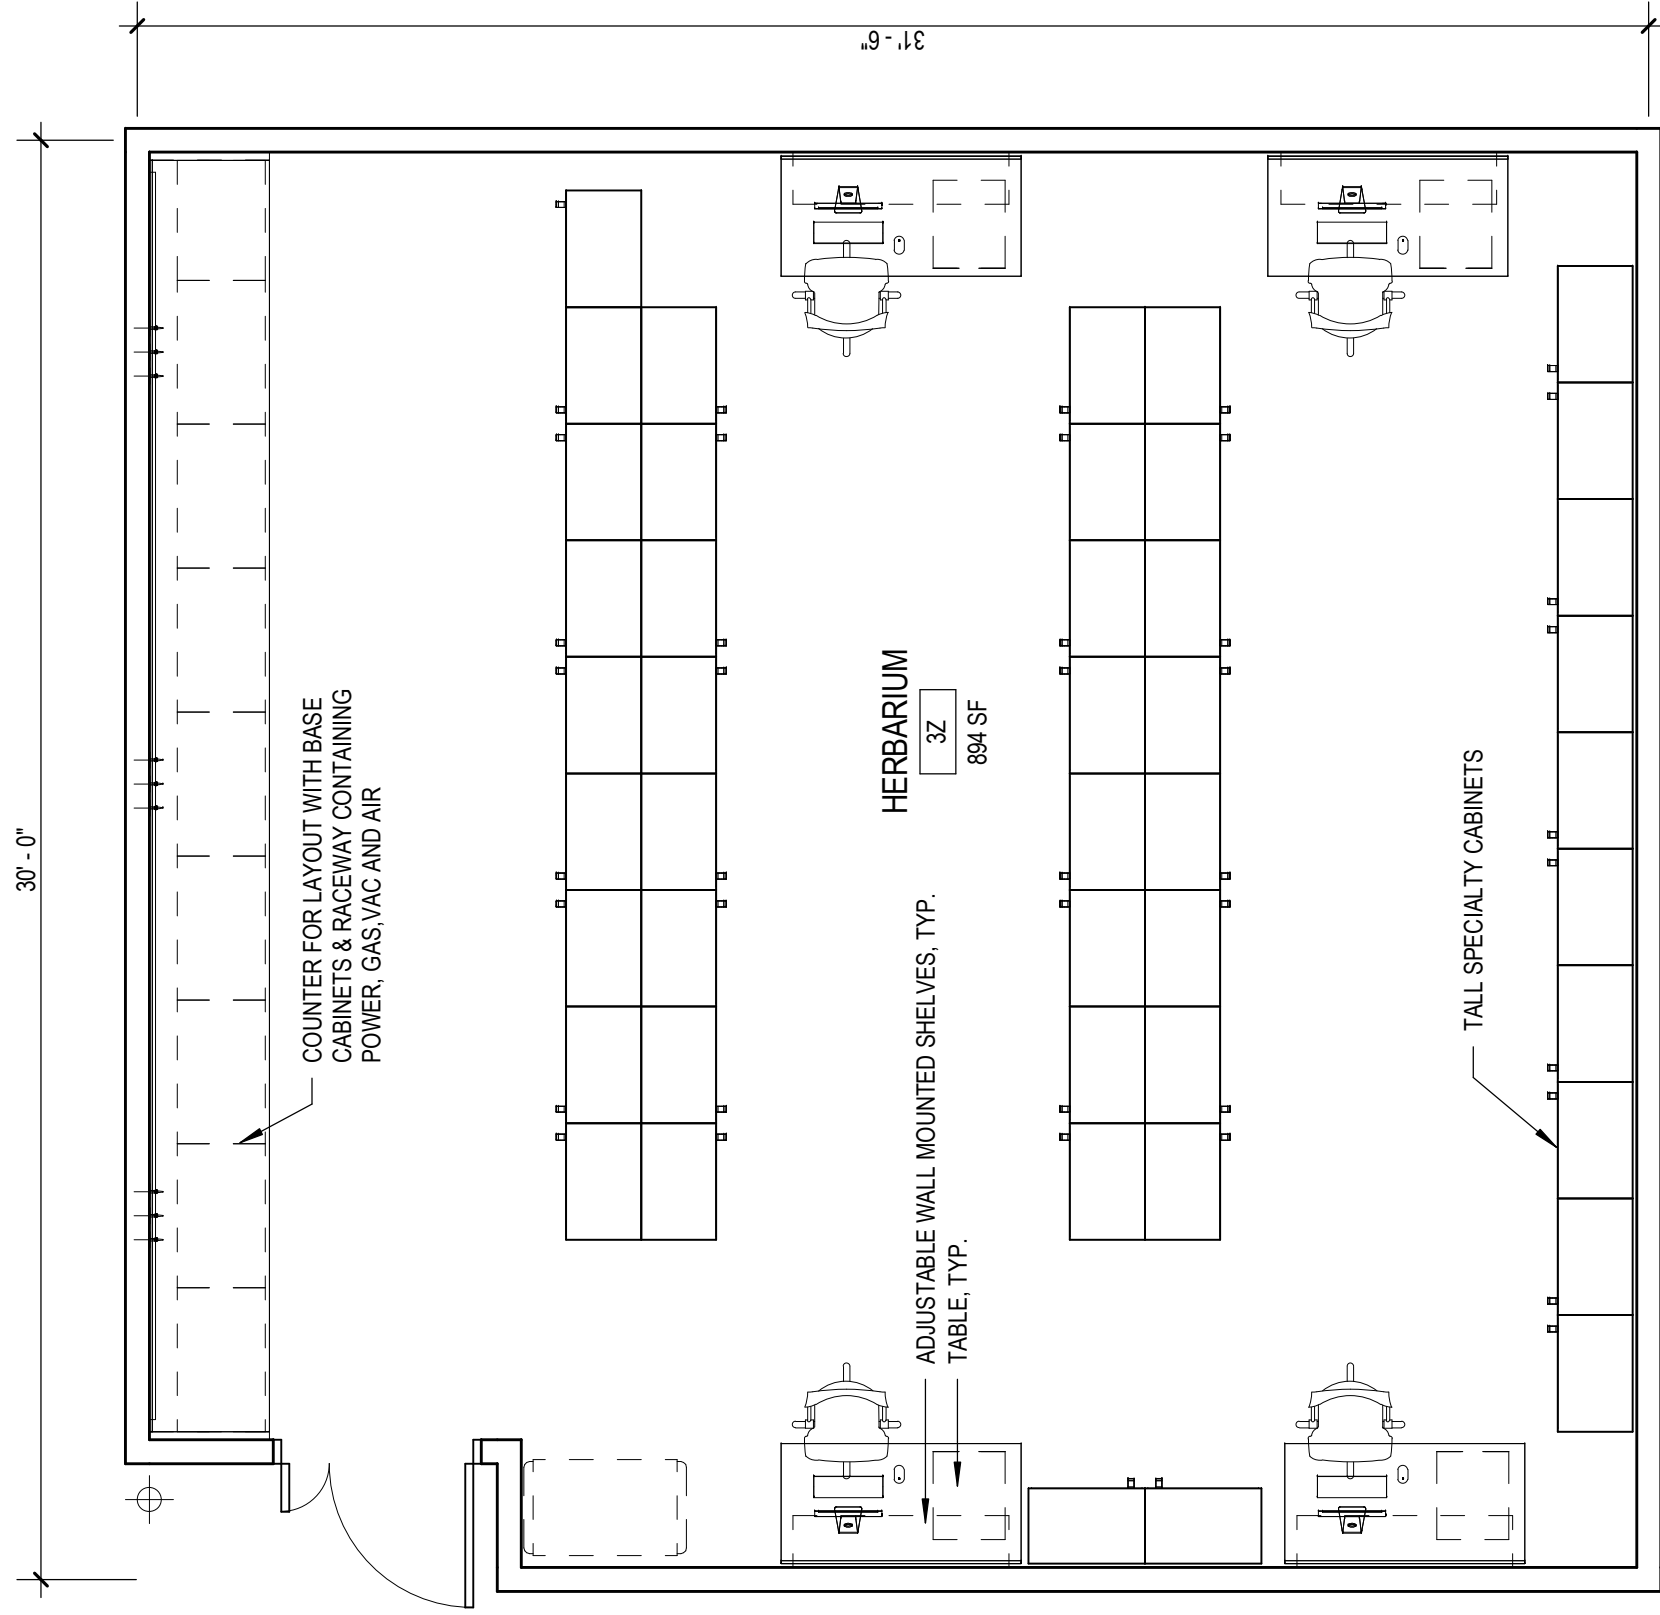 31' - 6"
30' - 0"
COUNTER FOR LAYOUT WITH BASE
CABINETS & RACEWAY CONTAINING
POWER, GAS,VAC AND AIR
HERBARIUM
3Z
894 SF
ADJUSTABLE WALL MOUNTED SHELVES, TYP.
TABLE, TYP.
TALL SPECIALTY CABINETS